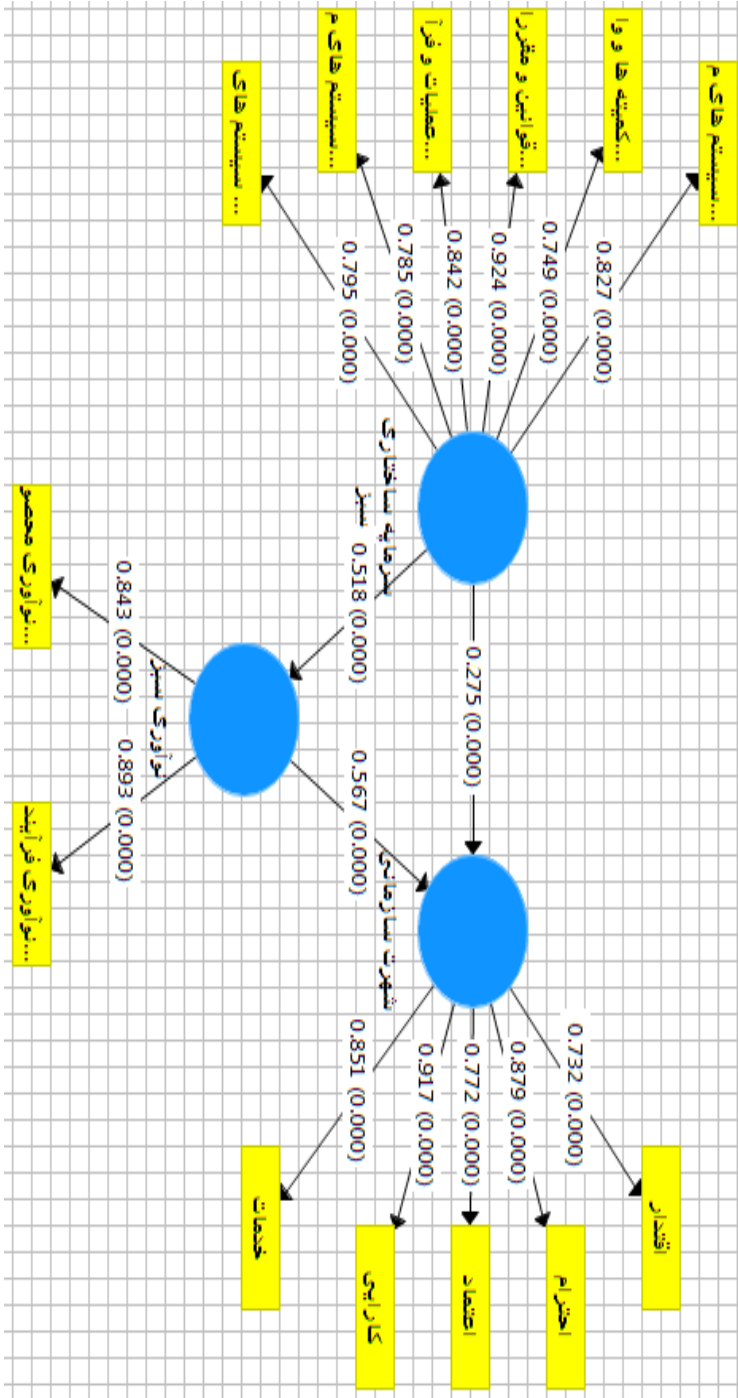 سیستم های م...
کمیته ها و وا...
قوانین و مقررا...
عملیات و فرآ...
سیستم های م...
سیستم های ...
0.827 (0.000)
0.749 (0.000)
0.924 (0.000)
0.842 (0.000)
0.785 (0.000)
0.795 (0.000)
سرمایه ساختاری
سبز
0.275 (0.000)
0.518 (0.000)
نوآوری سبز
0.843 (0.000)
0.893 (0.000)
نوآوری محصو...
نوآوری فرآیند...
0.567 (0.000)
شهرت سازمانی
0.732 (0.000)
0.879 (0.000)
0.772 (0.000)
0.917 (0.000)
0.851 (0.000)
اقتدار
احترام
اعتماد
کارایی
خدمات